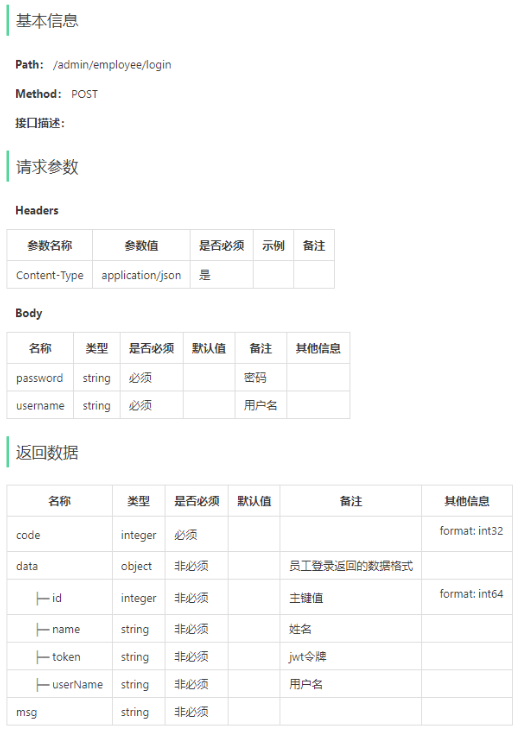 基本信息
Path: /admin/employee/login
Method: POST
接口描述:
请求参数
Headers
参数名称 参数值 是否必须 示例 备注
Content-Type application/json 是
Body
名称 类型 是否必须 默认值 备注 其他信息
password string 必须 密码
username string 必须 用户名
返回数据
名称 类型 是否必须 默认值 备注 其他信息
code integer 必须 format: int32
data object 非必须 员工登录返回的数据格式
├─ id integer 非必须 主键值 format: int64
├─ name string 非必须 姓名
├─ token string 非必须 jwt令牌
├─ userName string 非必须 用户名
msg string 非必须